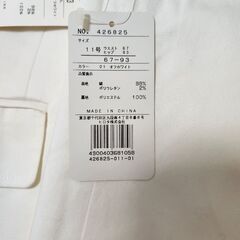 NO. 426825
サイズ
11号 ウエスト 67
ヒップ 93
67-93
カラー 01 オフホワイト
品質表示
表地 綿 98%
ポリウレタン 2%
裏地 ポリエステル 100%
MADE IN CHINA
4900403681058
426825-011-01